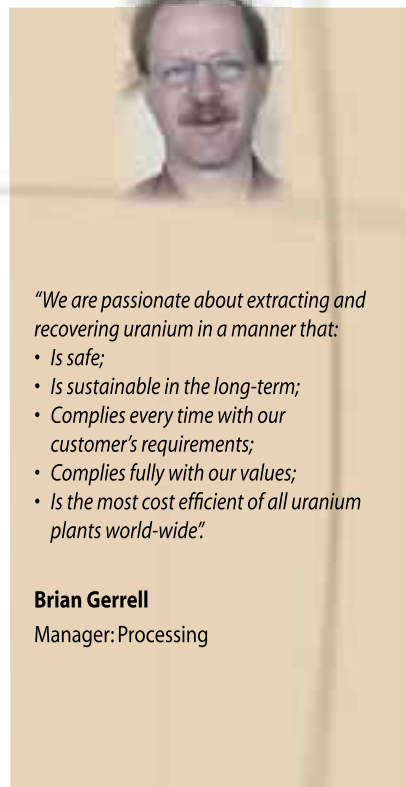 “We are passionate about extracting and
recovering uranium in a manner that:
• Is safe;
• Is sustainable in the long-term;
• Complies every time with our
customer’s requirements;
• Complies fully with our values;
• Is the most cost efficient of all uranium
plants world-wide”.
Brian Gerrell
Manager: Processing